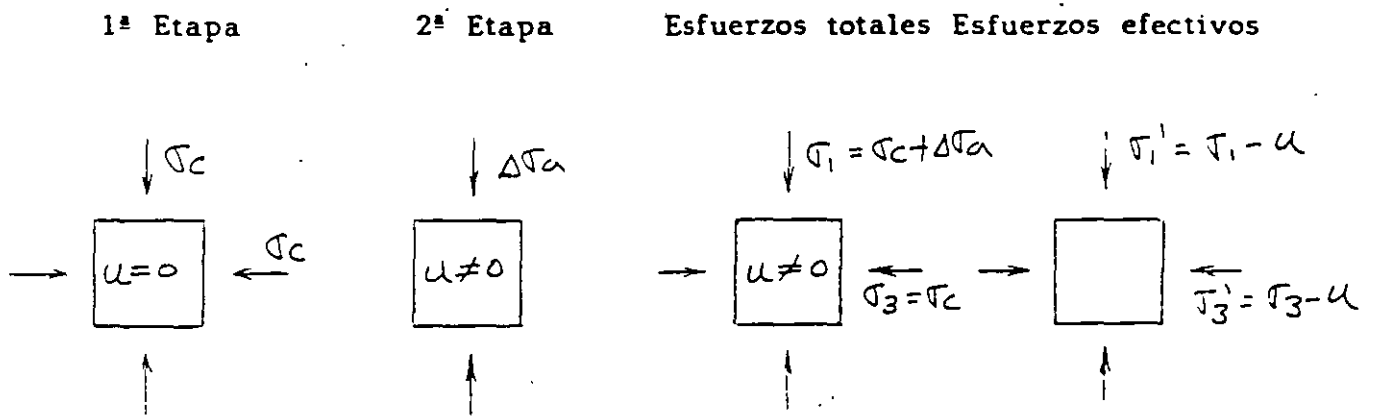 1ª Etapa 2ª Etapa Esfuerzos totales Esfuerzos efectivos
σc Δσa σ₁ = σc+Δσa σ₁' = σ₁ - u
u=0 σc u≠0 u≠0 σ₃ = σc σ₃' = σ₃ - u